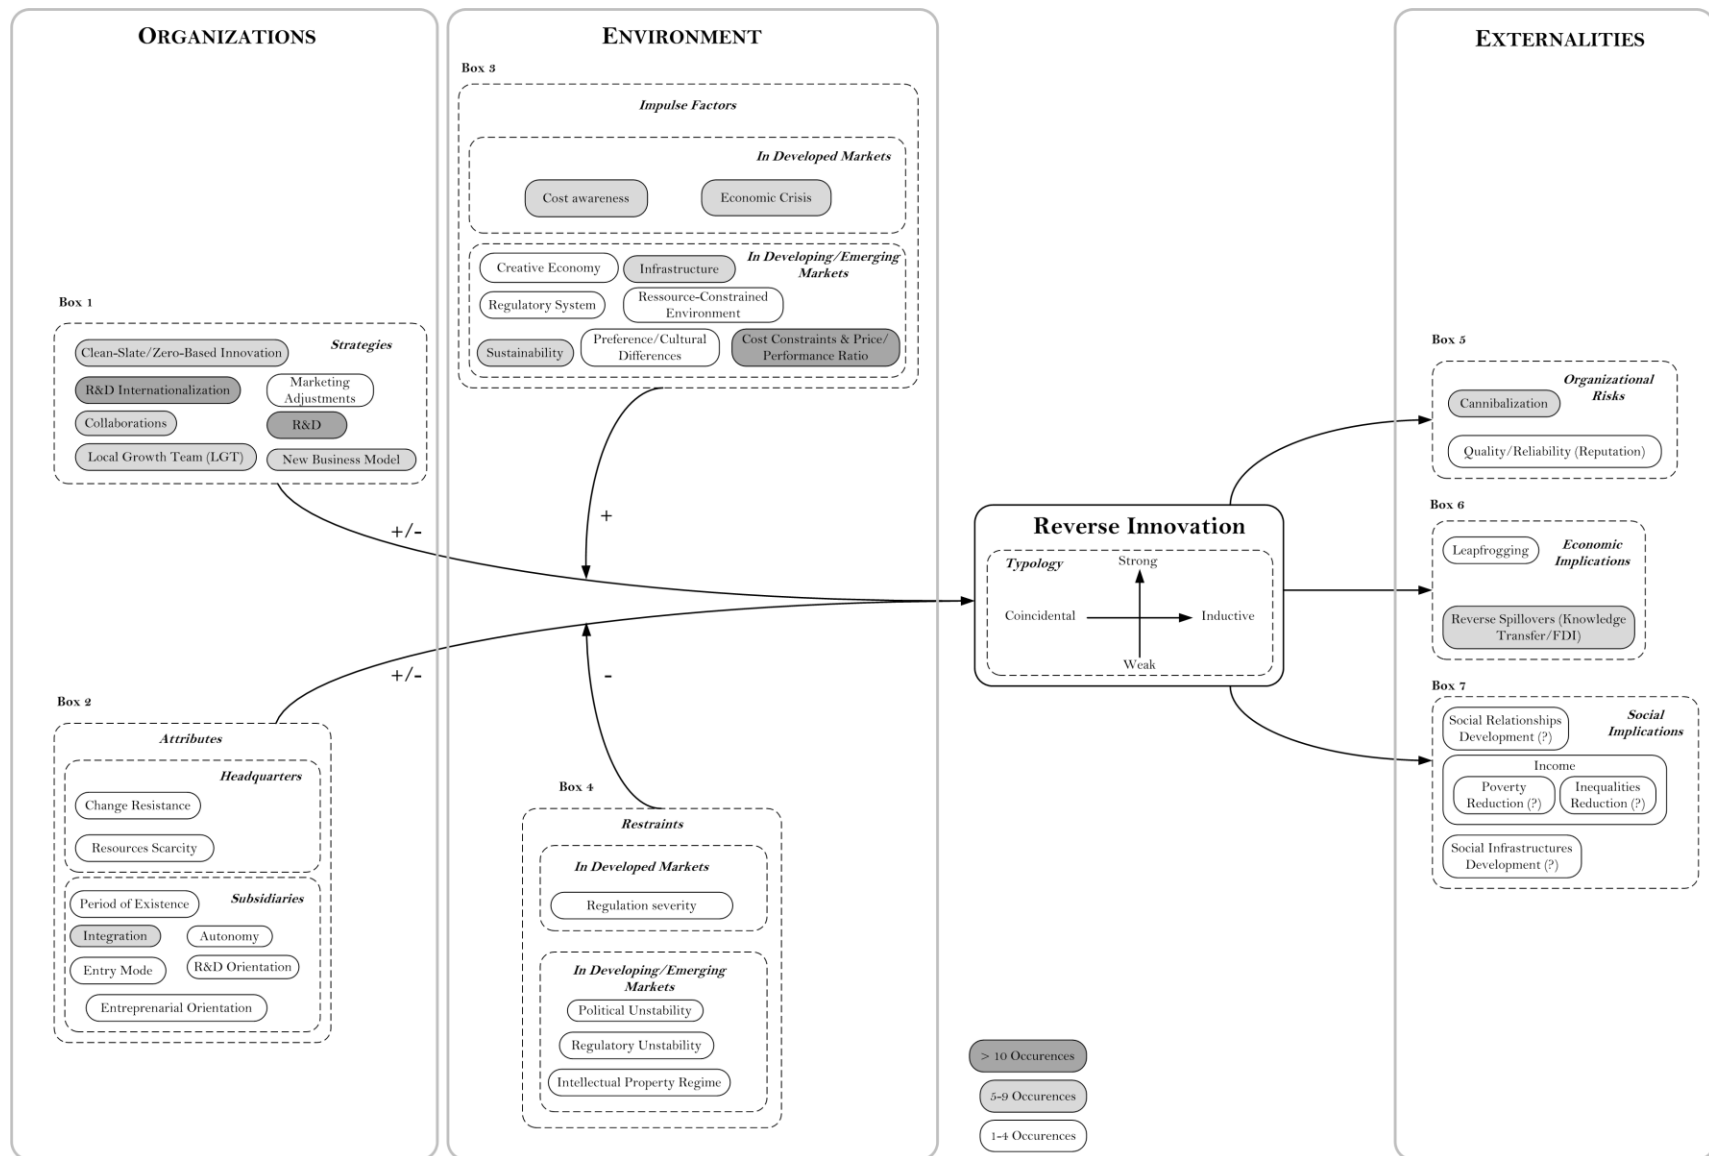 ORGANIZATIONS
Box 1
Strategies
Clean-Slate/Zero-Based Innovation
R&D Internationalization
Marketing
Adjustments
Collaborations
R&D
Local Growth Team (LGT)
New Business Model
+/-
+/-
Box 2
Attributes
Headquarters
Change Resistance
Resources Scarcity
Subsidiaries
Period of Existence
Integration
Autonomy
Entry Mode
R&D Orientation
Entreprenarial Orientation
ENVIRONMENT
Box 3
Impulse Factors
In Developed Markets
Cost awareness
Economic Crisis
In Developing/Emerging
Markets
Creative Economy
Infrastructure
Regulatory System
Ressource-Constrained
Environment
Sustainability
Preference/Cultural
Differences
Cost Constraints & Price/
Performance Ratio
+
-
Box 4
Restraints
In Developed Markets
Regulation severity
In Developing/Emerging
Markets
Political Unstability
Regulatory Unstability
Intellectual Property Regime
Reverse Innovation
Typology
Strong
Coincidental
Inductive
Weak
> 10 Occurences
5-9 Occurences
1-4 Occurences
EXTERNALITIES
Box 5
Organizational
Risks
Cannibalization
Quality/Reliability (Reputation)
Box 6
Economic
Implications
Leapfrogging
Reverse Spillovers (Knowledge
Transfer/FDI)
Box 7
Social
Implications
Social Relationships
Development (?)
Income
Poverty
Reduction (?)
Inequalities
Reduction (?)
Social Infrastructures
Development (?)